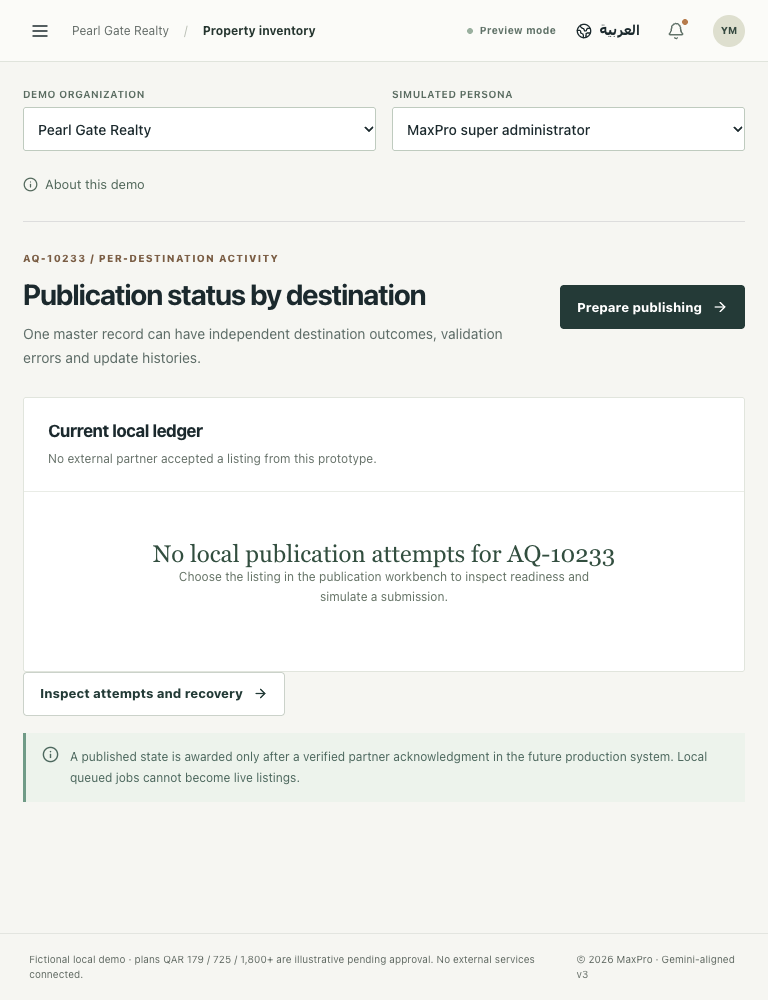 Pearl Gate Realty / Property inventory
Preview mode
العربية
YM
DEMO ORGANIZATION
Pearl Gate Realty
SIMULATED PERSONA
MaxPro super administrator
About this demo
AQ-10233 / PER-DESTINATION ACTIVITY
Publication status by destination
One master record can have independent destination outcomes, validation
errors and update histories.
Prepare publishing →
Current local ledger
No external partner accepted a listing from this prototype.
No local publication attempts for AQ-10233
Choose the listing in the publication workbench to inspect readiness and
simulate a submission.
Inspect attempts and recovery →
A published state is awarded only after a verified partner acknowledgment in the future production system. Local
queued jobs cannot become live listings.
Fictional local demo · plans QAR 179 / 725 / 1,800+ are illustrative pending approval. No external services
connected.
© 2026 MaxPro · Gemini-aligned
v3